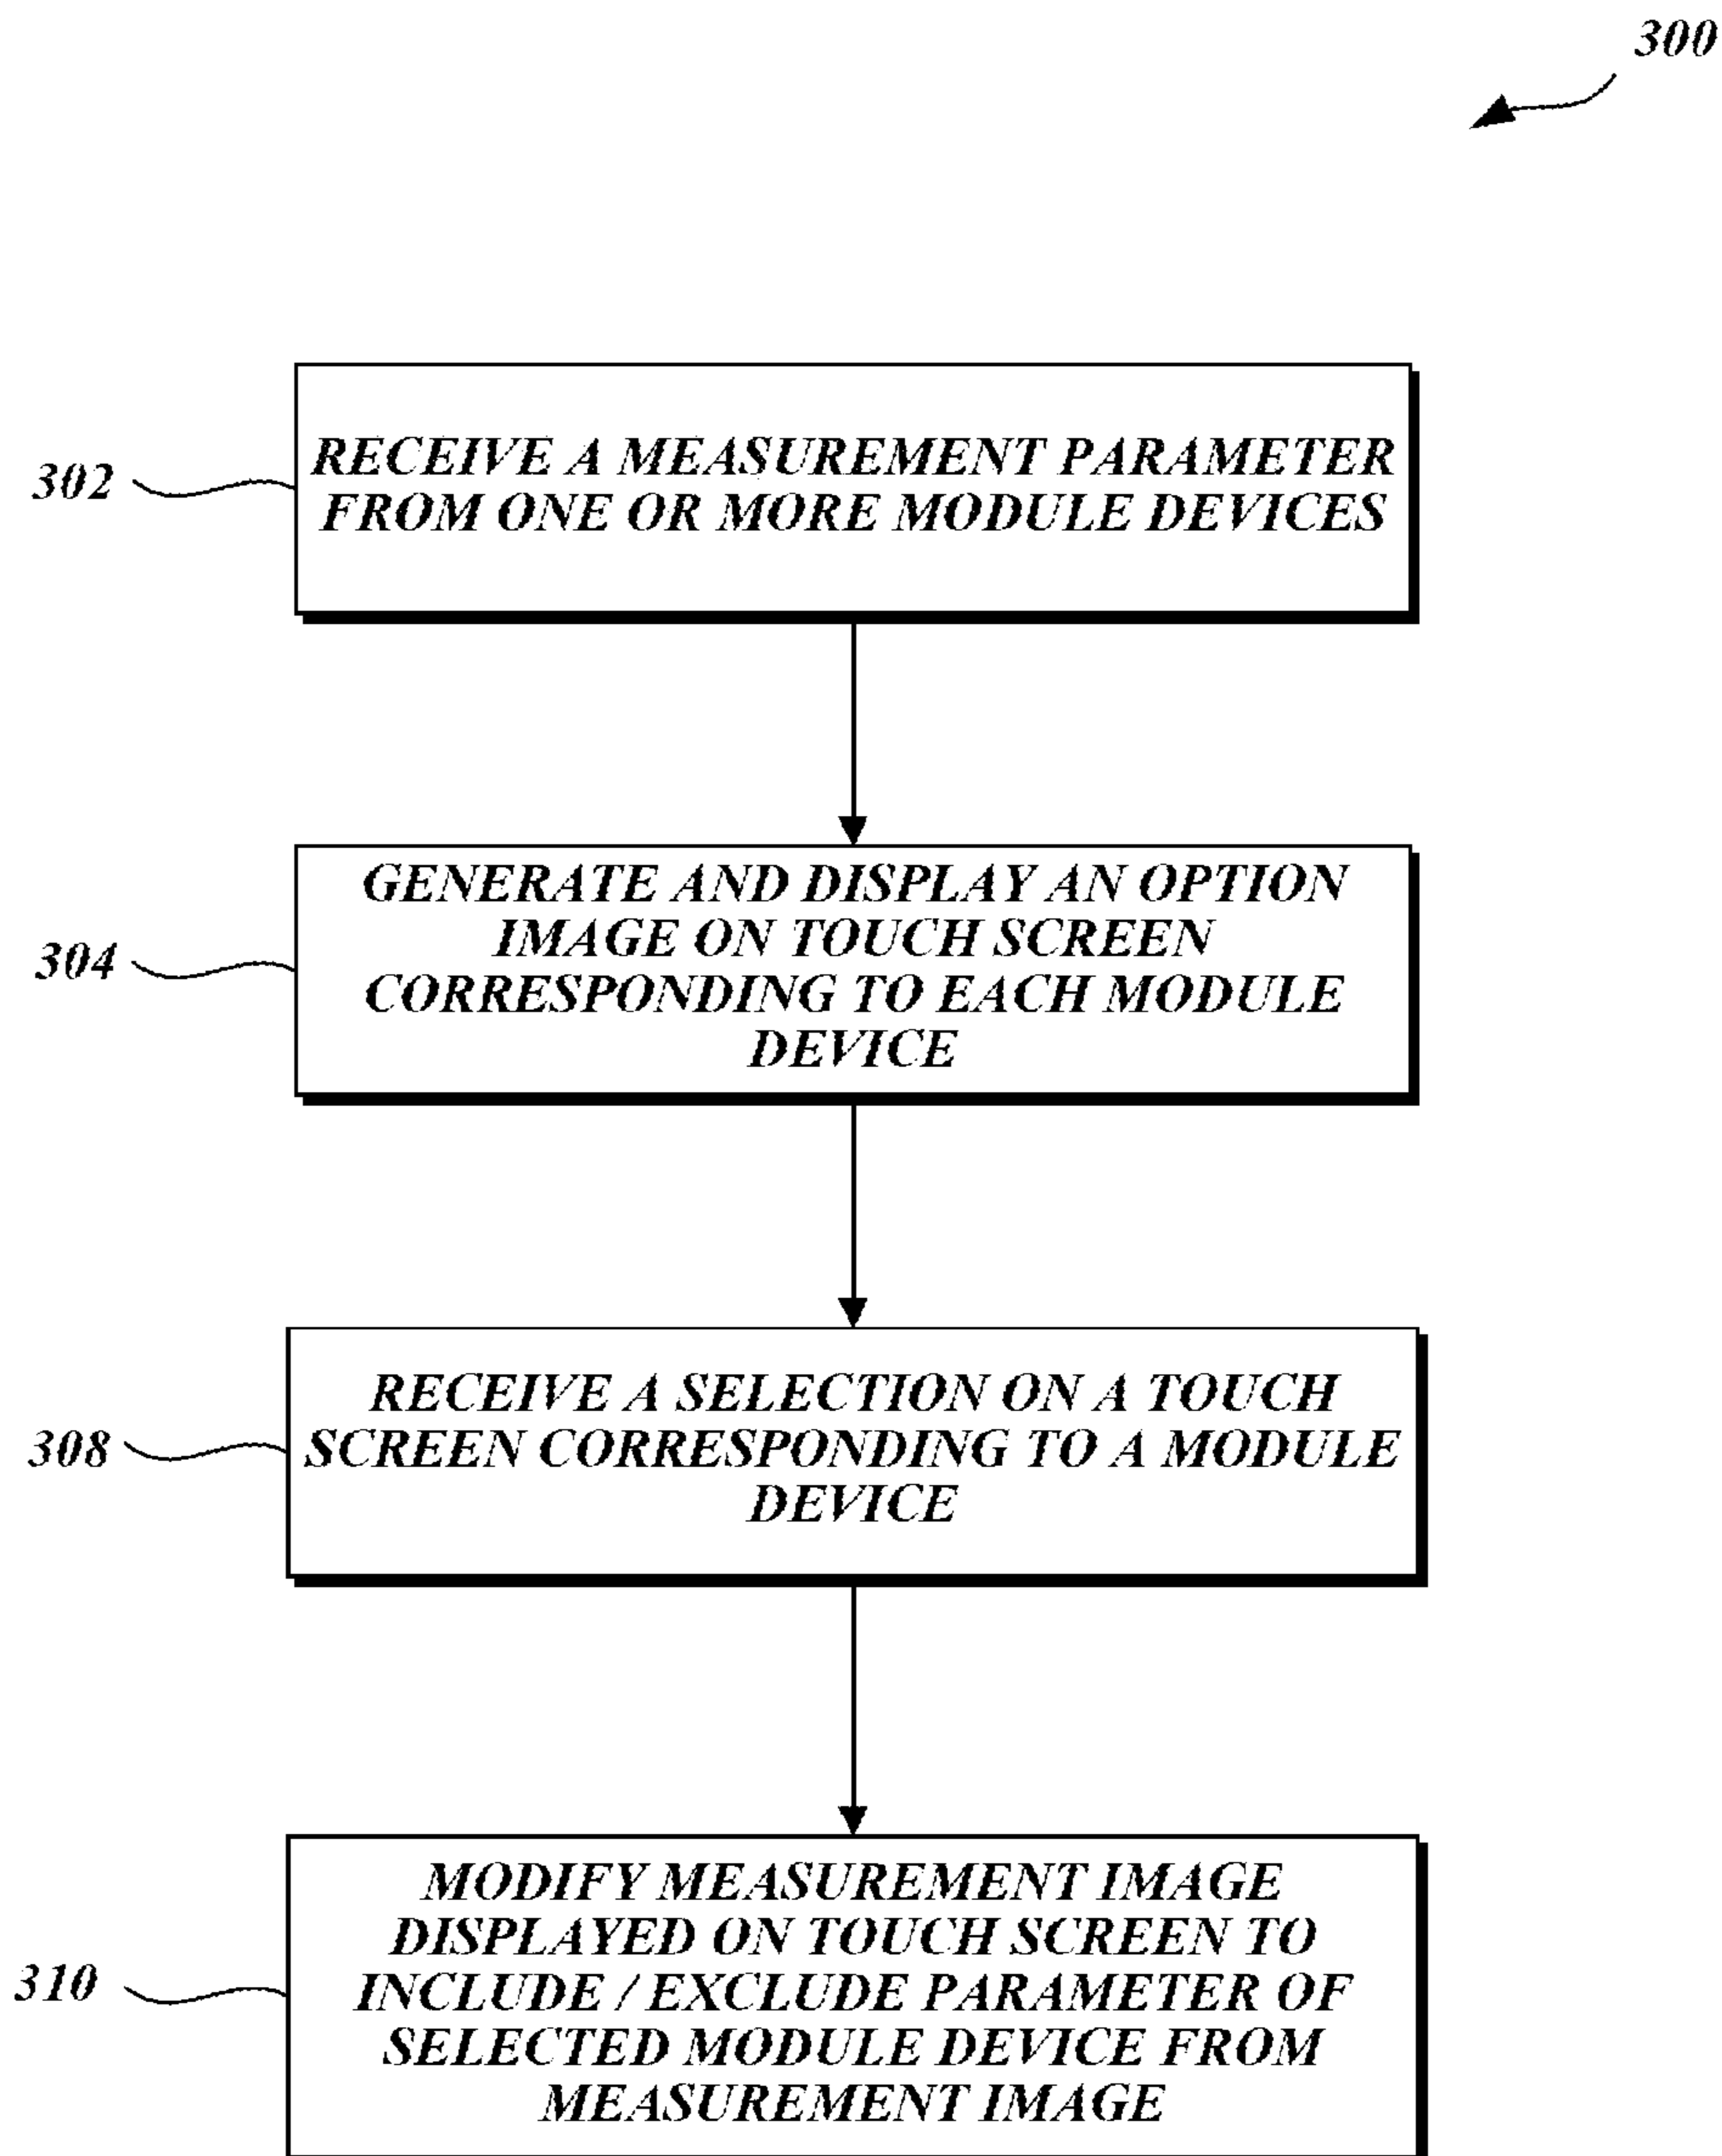 300
302
RECEIVE A MEASUREMENT PARAMETER
FROM ONE OR MORE MODULE DEVICES
304
GENERATE AND DISPLAY AN OPTION
IMAGE ON TOUCH SCREEN
CORRESPONDING TO EACH MODULE
DEVICE
308
RECEIVE A SELECTION ON A TOUCH
SCREEN CORRESPONDING TO A MODULE
DEVICE
310
MODIFY MEASUREMENT IMAGE
DISPLAYED ON TOUCH SCREEN TO
INCLUDE / EXCLUDE PARAMETER OF
SELECTED MODULE DEVICE FROM
MEASUREMENT IMAGE